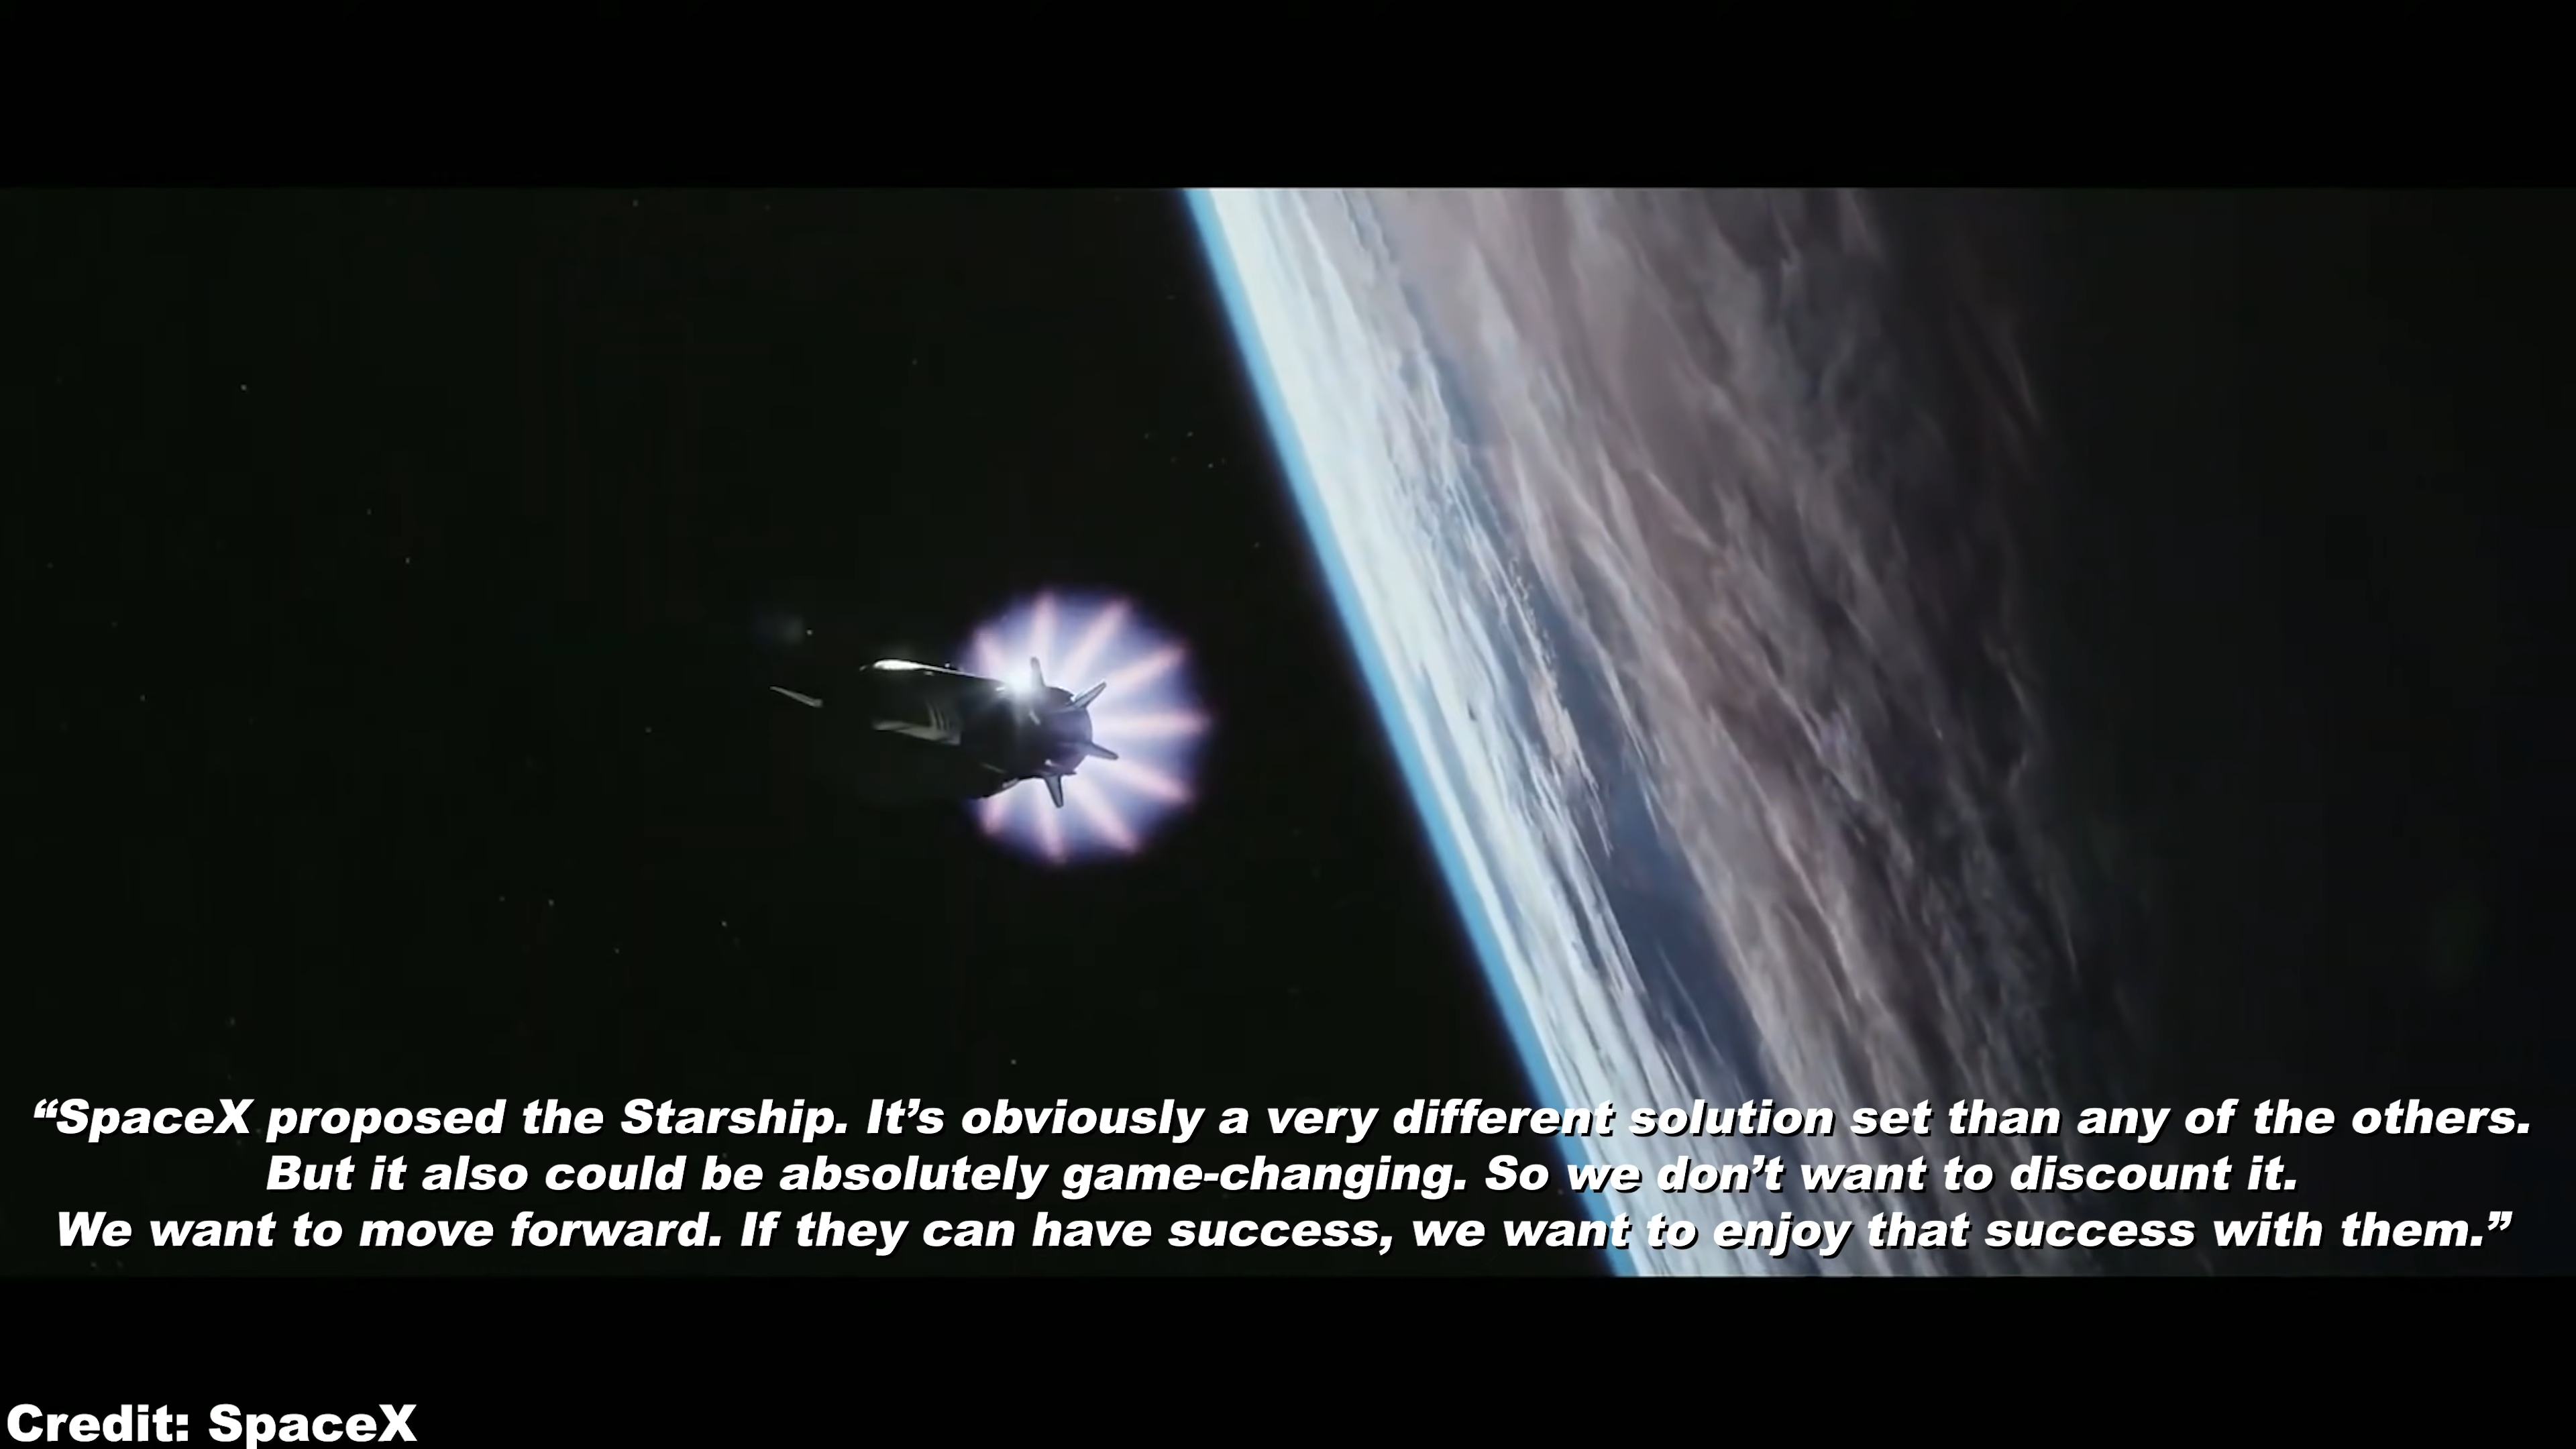 “SpaceX proposed the Starship. It’s obviously a very different solution set than any of the others.
But it also could be absolutely game-changing. So we don’t want to discount it.
We want to move forward. If they can have success, we want to enjoy that success with them.”
Credit: SpaceX